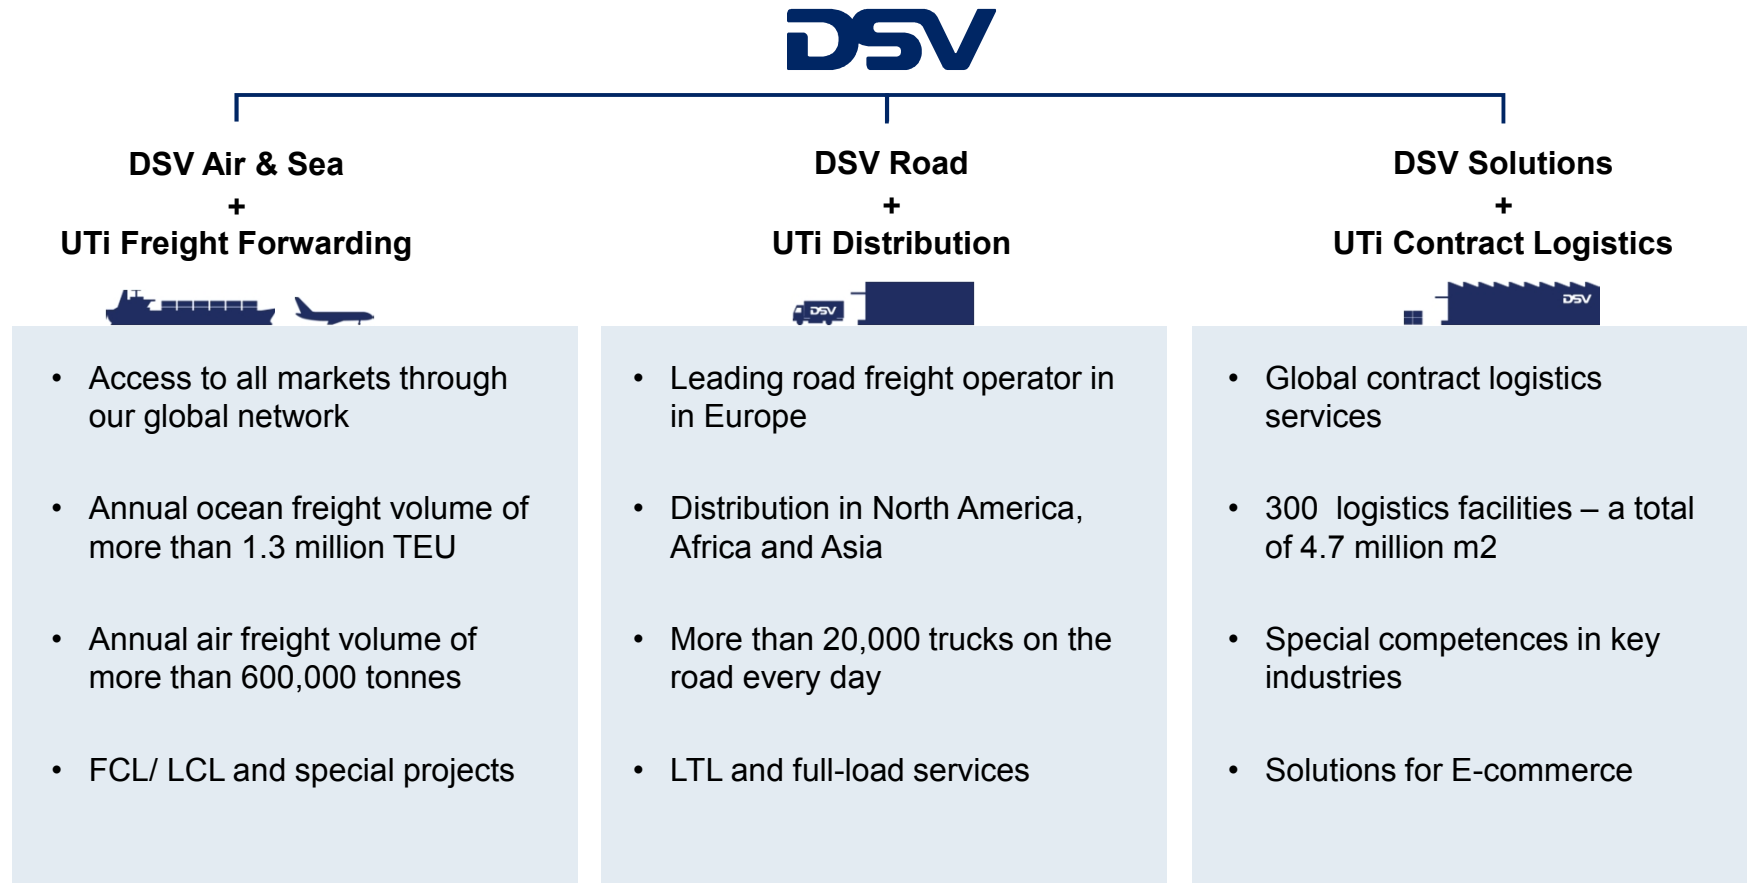 DSV
DSV Air & Sea
+
UTi Freight Forwarding
• Access to all markets through
our global network
• Annual ocean freight volume of
more than 1.3 million TEU
• Annual air freight volume of
more than 600,000 tonnes
• FCL/ LCL and special projects
DSV Road
+
UTi Distribution
DSV
• Leading road freight operator in
in Europe
• Distribution in North America,
Africa and Asia
• More than 20,000 trucks on the
road every day
• LTL and full-load services
DSV Solutions
+
UTi Contract Logistics
DSV
• Global contract logistics
services
• 300  logistics facilities – a total
of 4.7 million m2
• Special competences in key
industries
• Solutions for E-commerce